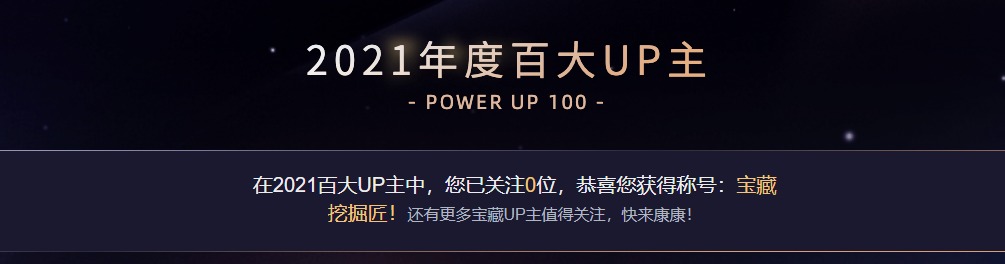 2021年度百大UP主
- POWER UP 100 -
在2021百大UP主中，您已关注0位，恭喜您获得称号：宝藏
挖掘匠！还有更多宝藏UP主值得关注，快来康康！